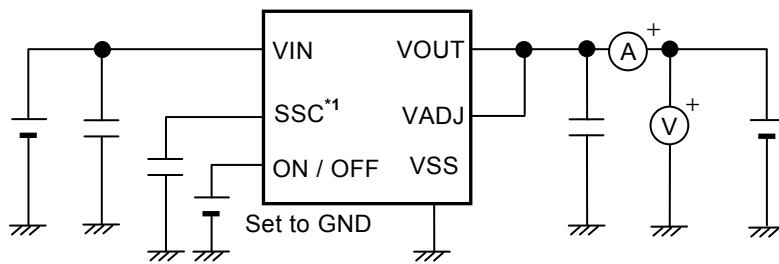 VIN
VOUT
A
+
SSC*1
VADJ
V
+
ON / OFF
VSS
Set to GND